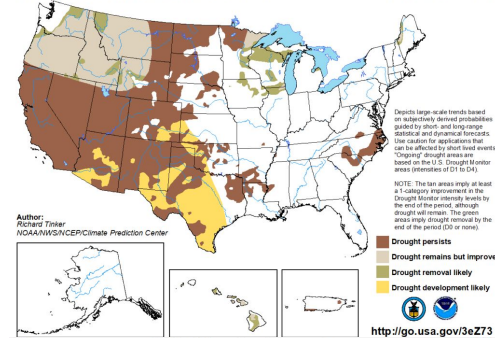 Depicts large-scale trends based
on subjectively derived probabilities
guided by short- and long-range
statistical and dynamical forecasts.
Use caution for applications that
can be affected by short lived events.
"Ongoing" drought areas are
based on the U.S. Drought Monitor
areas (intensities of D1 to D4).
NOTE: The tan areas imply at least
a 1-category improvement in the
Drought Monitor intensity levels by
the end of the period, although
drought will remain. The green
areas imply drought removal by the
end of the period (D0 or none).
Author:
Richard Tinker
NOAA/NWS/NCEP/Climate Prediction Center
Drought persists
Drought remains but improve
Drought removal likely
Drought development likely
http://go.usa.gov/3eZ73